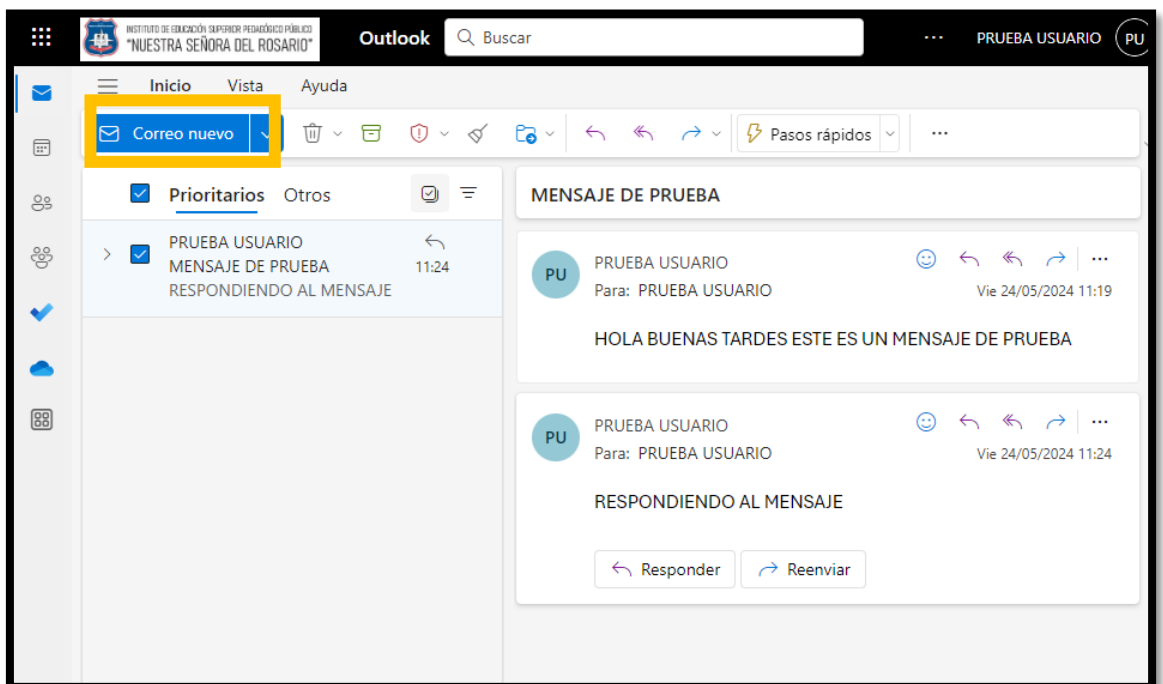 INSTITUTO DE EDUCACIÓN SUPERIOR PEDAGÓGICO PÚBLICO
"NUESTRA SEÑORA DEL ROSARIO"
Outlook
Buscar
PRUEBA USUARIO
PU
Inicio Vista Ayuda
Correo nuevo
Pasos rápidos
Prioritarios Otros
PRUEBA USUARIO
MENSAJE DE PRUEBA
11:24
RESPONDIENDO AL MENSAJE
MENSAJE DE PRUEBA
PU
PRUEBA USUARIO
Para: PRUEBA USUARIO
Vie 24/05/2024 11:19
HOLA BUENAS TARDES ESTE ES UN MENSAJE DE PRUEBA
PU
PRUEBA USUARIO
Para: PRUEBA USUARIO
Vie 24/05/2024 11:24
RESPONDIENDO AL MENSAJE
Responder
Reenviar